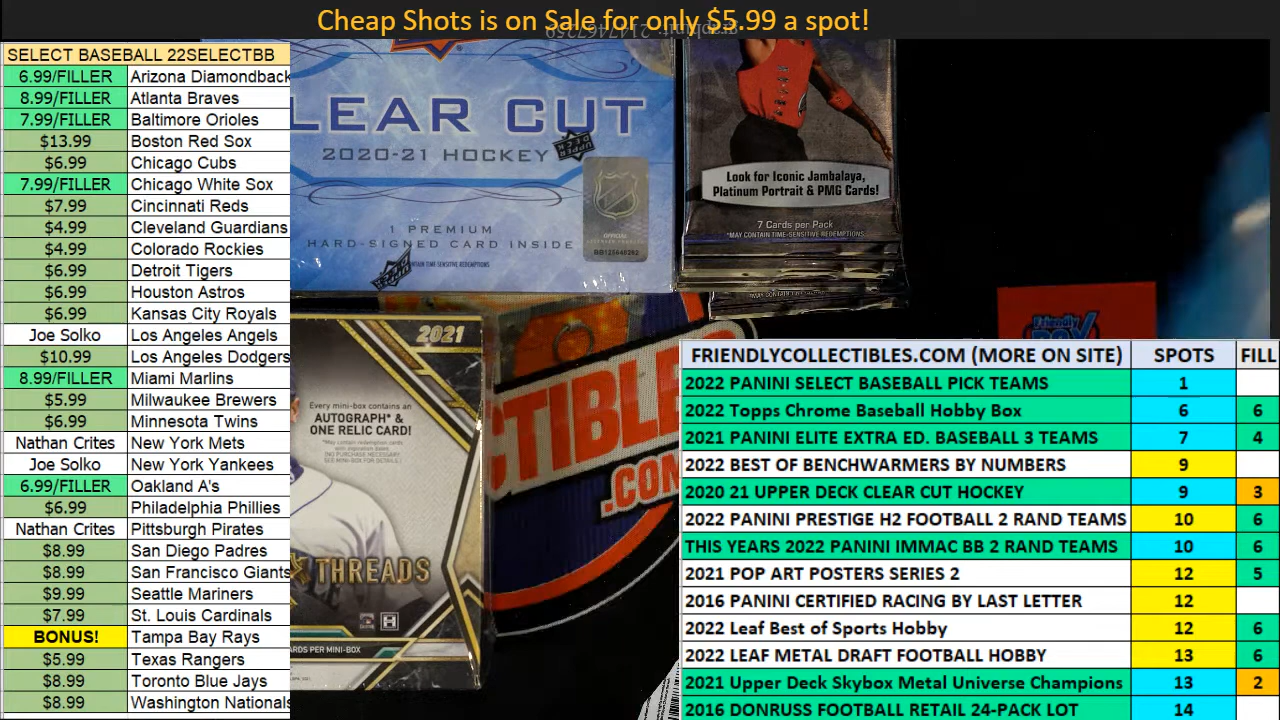 Cheap Shots is on Sale for only $5.99 a spot!
SELECT BASEBALL 22SELECTBB
6.99/FILLER Arizona Diamondback
8.99/FILLER Atlanta Braves
7.99/FILLER Baltimore Orioles
$13.99 Boston Red Sox
$6.99 Chicago Cubs
7.99/FILLER Chicago White Sox
$7.99 Cincinnati Reds
$4.99 Cleveland Guardians
$4.99 Colorado Rockies
$6.99 Detroit Tigers
$6.99 Houston Astros
$6.99 Kansas City Royals
Joe Solko Los Angeles Angels
$10.99 Los Angeles Dodgers
8.99/FILLER Miami Marlins
$5.99 Milwaukee Brewers
$6.99 Minnesota Twins
Nathan Crites New York Mets
Joe Solko New York Yankees
6.99/FILLER Oakland A's
$6.99 Philadelphia Phillies
Nathan Crites Pittsburgh Pirates
$8.99 San Diego Padres
$8.99 San Francisco Giants
$9.99 Seattle Mariners
$7.99 St. Louis Cardinals
BONUS! Tampa Bay Rays
$5.99 Texas Rangers
$8.99 Toronto Blue Jays
$8.99 Washington Nationals
LEAR CUT
2020-21 HOCKEY
UPPER DECK
1 PREMIUM
HARD-SIGNED CARD INSIDE
Look for Iconic Jambalaya,
Platinum Portrait & PMG Cards!
7 Cards per Pack
*MAY CONTAIN TIME-SENSITIVE REDEMPTIONS.
2021
Every mini-box contains an
AUTOGRAPH* &
ONE RELIC CARD!
THREADS
ARDS PER MINI-BOX
CTIBLE
.COM
Friendly
FRIENDLYCOLLECTIBLES.COM (MORE ON SITE) SPOTS FILL
2022 PANINI SELECT BASEBALL PICK TEAMS 1
2022 Topps Chrome Baseball Hobby Box 6 6
2021 PANINI ELITE EXTRA ED. BASEBALL 3 TEAMS 7 4
2022 BEST OF BENCHWARMERS BY NUMBERS 9
2020 21 UPPER DECK CLEAR CUT HOCKEY 9 3
2022 PANINI PRESTIGE H2 FOOTBALL 2 RAND TEAMS 10 6
THIS YEARS 2022 PANINI IMMAC BB 2 RAND TEAMS 10 6
2021 POP ART POSTERS SERIES 2 12 5
2016 PANINI CERTIFIED RACING BY LAST LETTER 12
2022 Leaf Best of Sports Hobby 12 6
2022 LEAF METAL DRAFT FOOTBALL HOBBY 13 6
2021 Upper Deck Skybox Metal Universe Champions 13 2
2016 DONRUSS FOOTBALL RETAIL 24-PACK LOT 14